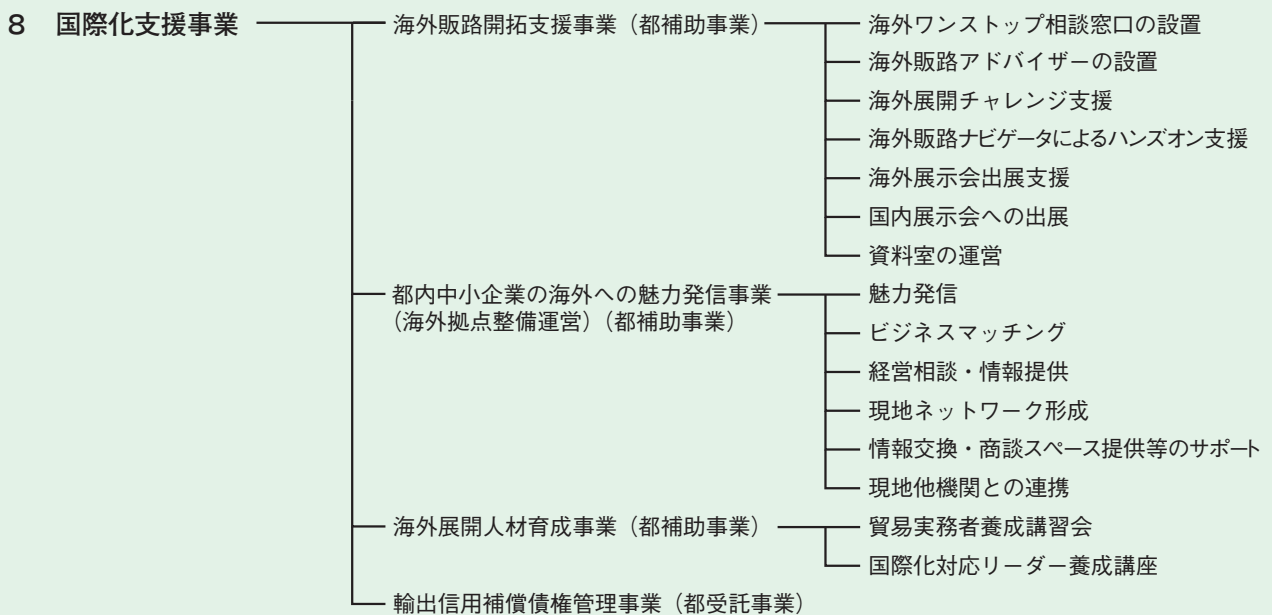 8 国際化支援事業
海外販路開拓支援事業（都補助事業）
海外ワンストップ相談窓口の設置
海外販路アドバイザーの設置
海外展開チャレンジ支援
海外販路ナビゲータによるハンズオン支援
海外展示会出展支援
国内展示会への出展
資料室の運営
都内中小企業の海外への魅力発信事業
（海外拠点整備運営）（都補助事業）
魅力発信
ビジネスマッチング
経営相談・情報提供
現地ネットワーク形成
情報交換・商談スペース提供等のサポート
現地他機関との連携
海外展開人材育成事業（都補助事業）
貿易実務者養成講習会
国際化対応リーダー養成講座
輸出信用補償債権管理事業（都受託事業）